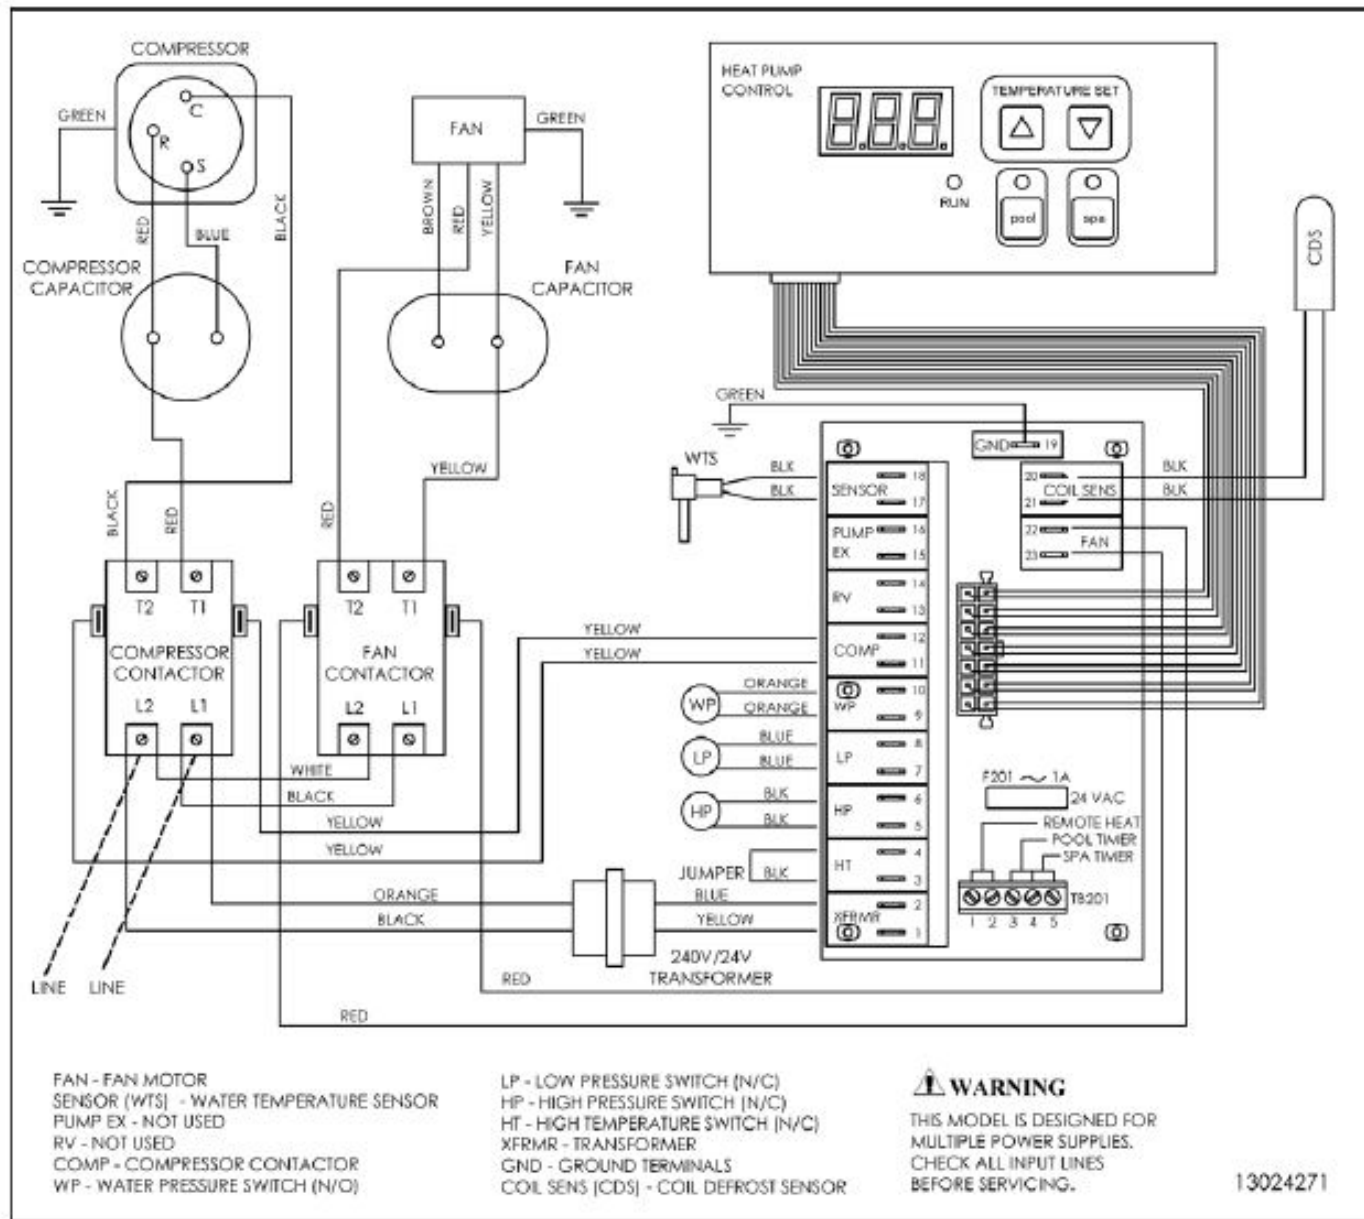 COMPRESSOR
GREEN
C
R
S
RED
BLUE
BLACK
COMPRESSOR
CAPACITOR
FAN
GREEN
BROWN
RED
YELLOW
FAN
CAPACITOR
HEAT PUMP
CONTROL
8.8.8.
TEMPERATURE SET
RUN
pool
spa
CDS
GREEN
GND 19
WTS
BLK
BLK
SENSOR
18
17
PUMP
EX
16
15
RV
14
13
COMP
12
11
WP
10
9
LP
8
7
HP
6
5
HT
4
3
XFRMR
2
1
20
21
COIL SENS
BLK
BLK
22
23
FAN
YELLOW
BLACK
RED
RED
T2 T1
COMPRESSOR
CONTACTOR
L2 L1
T2 T1
FAN
CONTACTOR
L2 L1
YELLOW
YELLOW
WP
ORANGE
ORANGE
LP
BLUE
BLUE
HP
BLK
BLK
JUMPER
BLK
WHITE
BLACK
YELLOW
YELLOW
ORANGE
BLACK
BLUE
YELLOW
240V/24V
TRANSFORMER
F201 ~ 1A
24 VAC
REMOTE HEAT
POOL TIMER
SPA TIMER
TB201
1 2 3 4 5
LINE LINE
RED
RED
FAN - FAN MOTOR
SENSOR (WTS) - WATER TEMPERATURE SENSOR
PUMP EX - NOT USED
RV - NOT USED
COMP - COMPRESSOR CONTACTOR
WP - WATER PRESSURE SWITCH (N/O)
LP - LOW PRESSURE SWITCH (N/C)
HP - HIGH PRESSURE SWITCH (N/C)
HT - HIGH TEMPERATURE SWITCH (N/C)
XFRMR - TRANSFORMER
GND - GROUND TERMINALS
COIL SENS (CDS) - COIL DEFROST SENSOR
WARNING
THIS MODEL IS DESIGNED FOR
MULTIPLE POWER SUPPLIES.
CHECK ALL INPUT LINES
BEFORE SERVICING.
13024271